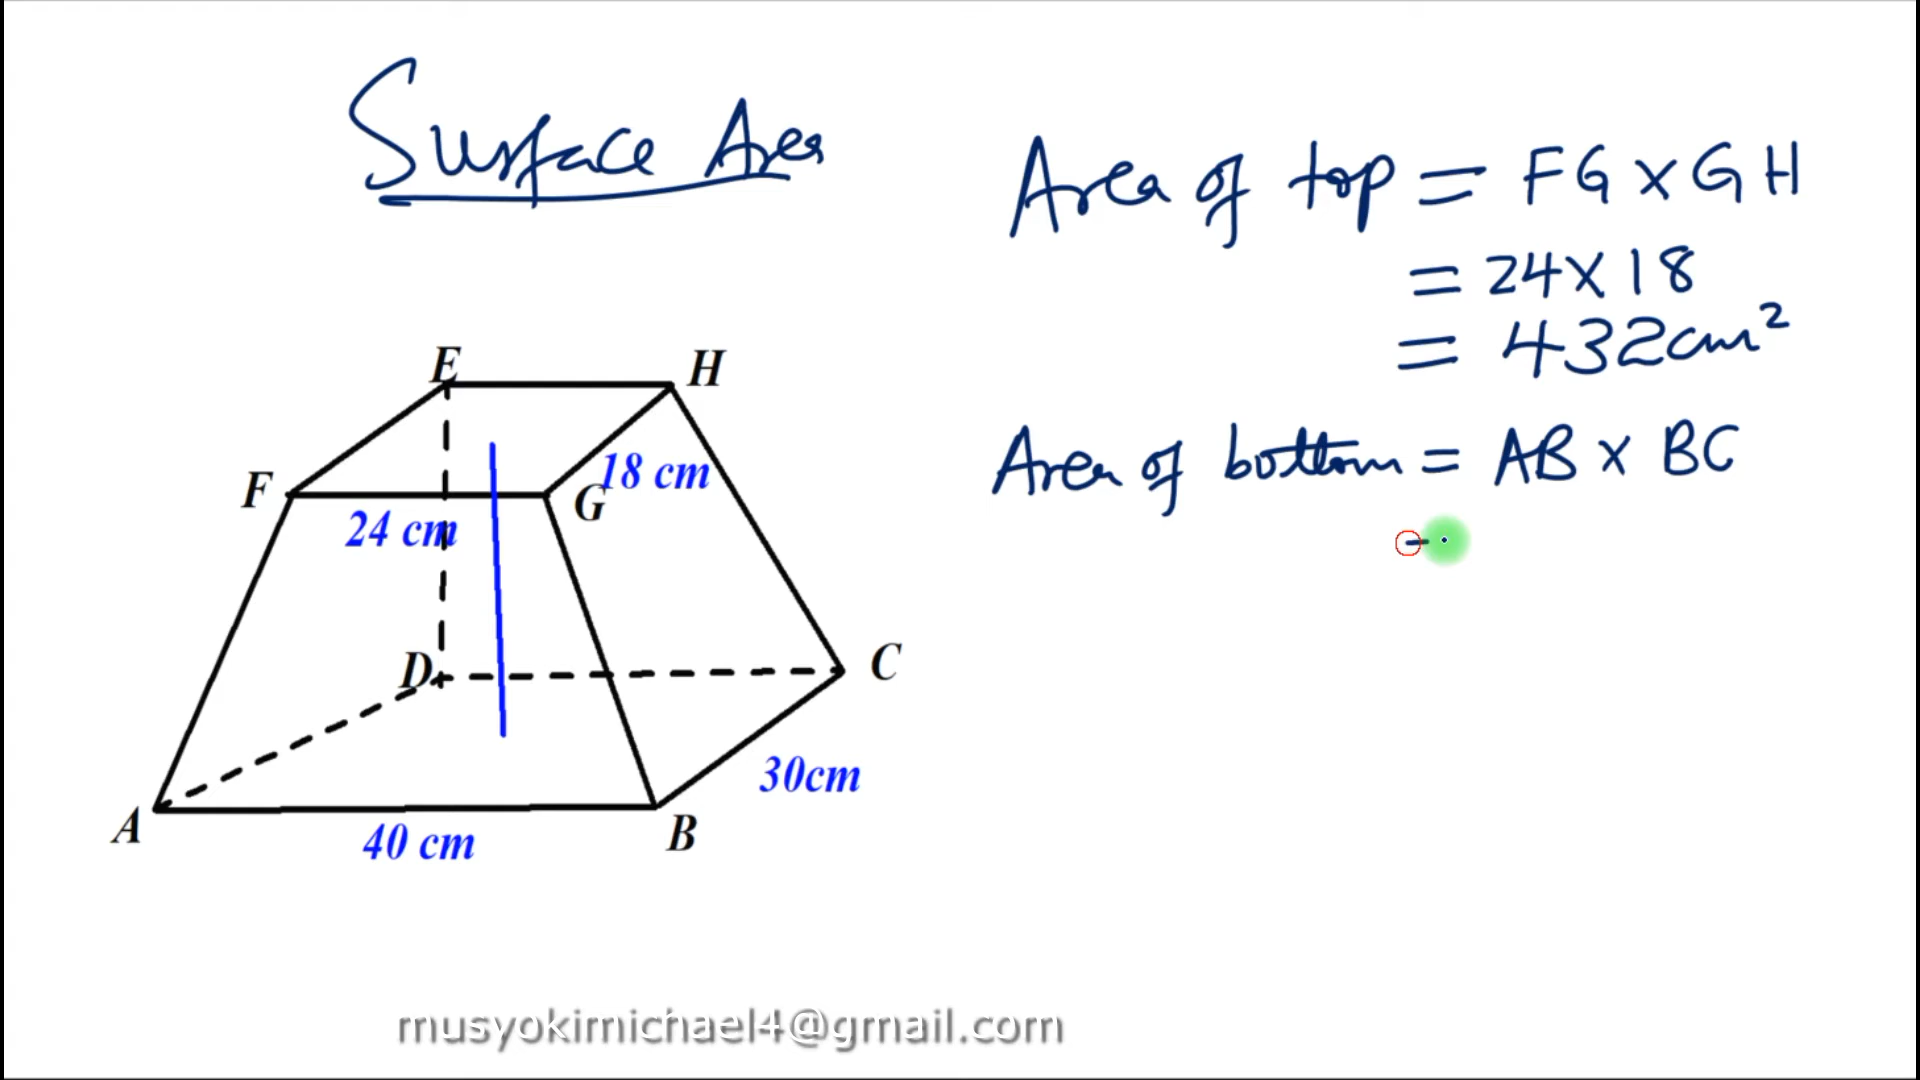 Surface Area
Area of top = FG x GH
= 24 x 18
= 432cm²
Area of bottom = AB x BC
E
H
F
G
18 cm
24 cm
D
C
30cm
A
B
40 cm
musyokimichael4@gmail.com